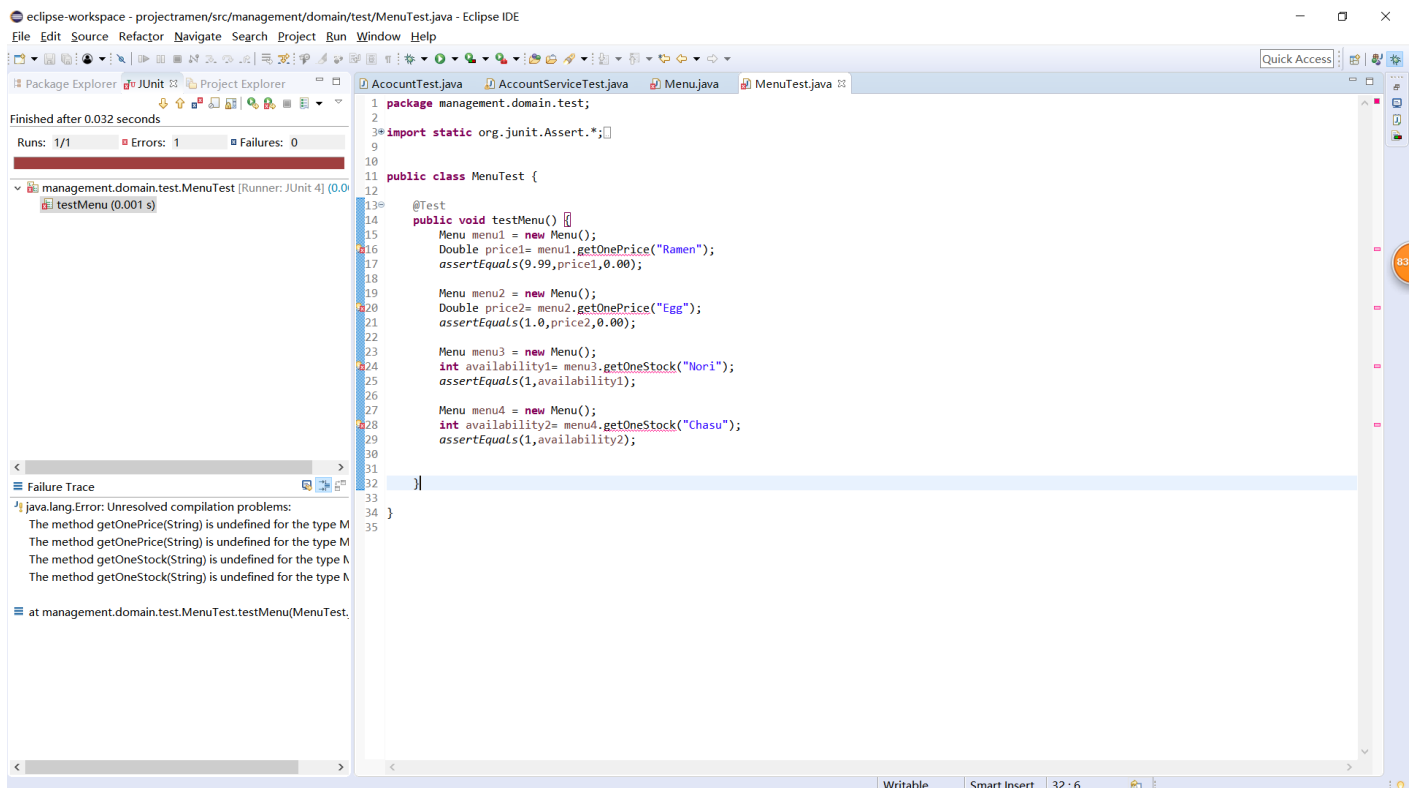 eclipse-workspace - projectramen/src/management/domain/test/MenuTest.java - Eclipse IDE
File Edit Source Refactor Navigate Search Project Run Window Help
Quick Access
Package Explorer JUnit Project Explorer
AcocuntTest.java AccountServiceTest.java Menu.java MenuTest.java
Finished after 0.032 seconds
Runs: 1/1 Errors: 1 Failures: 0
management.domain.test.MenuTest [Runner: JUnit 4] (0.00
testMenu (0.001 s)
Failure Trace
java.lang.Error: Unresolved compilation problems:
The method getOnePrice(String) is undefined for the type M
The method getOnePrice(String) is undefined for the type M
The method getOneStock(String) is undefined for the type M
The method getOneStock(String) is undefined for the type M
at management.domain.test.MenuTest.testMenu(MenuTest.
1 package management.domain.test;
2
3 import static org.junit.Assert.*;
9
10
11 public class MenuTest {
12
13 @Test
14 public void testMenu() {
15 Menu menu1 = new Menu();
16 Double price1= menu1.getOnePrice("Ramen");
17 assertEquals(9.99,price1,0.00);
18
19 Menu menu2 = new Menu();
20 Double price2= menu2.getOnePrice("Egg");
21 assertEquals(1.0,price2,0.00);
22
23 Menu menu3 = new Menu();
24 int availability1= menu3.getOneStock("Nori");
25 assertEquals(1,availability1);
26
27 Menu menu4 = new Menu();
28 int availability2= menu4.getOneStock("Chasu");
29 assertEquals(1,availability2);
30
31
32 }
33
34 }
35
83
Writable Smart Insert 32 : 6